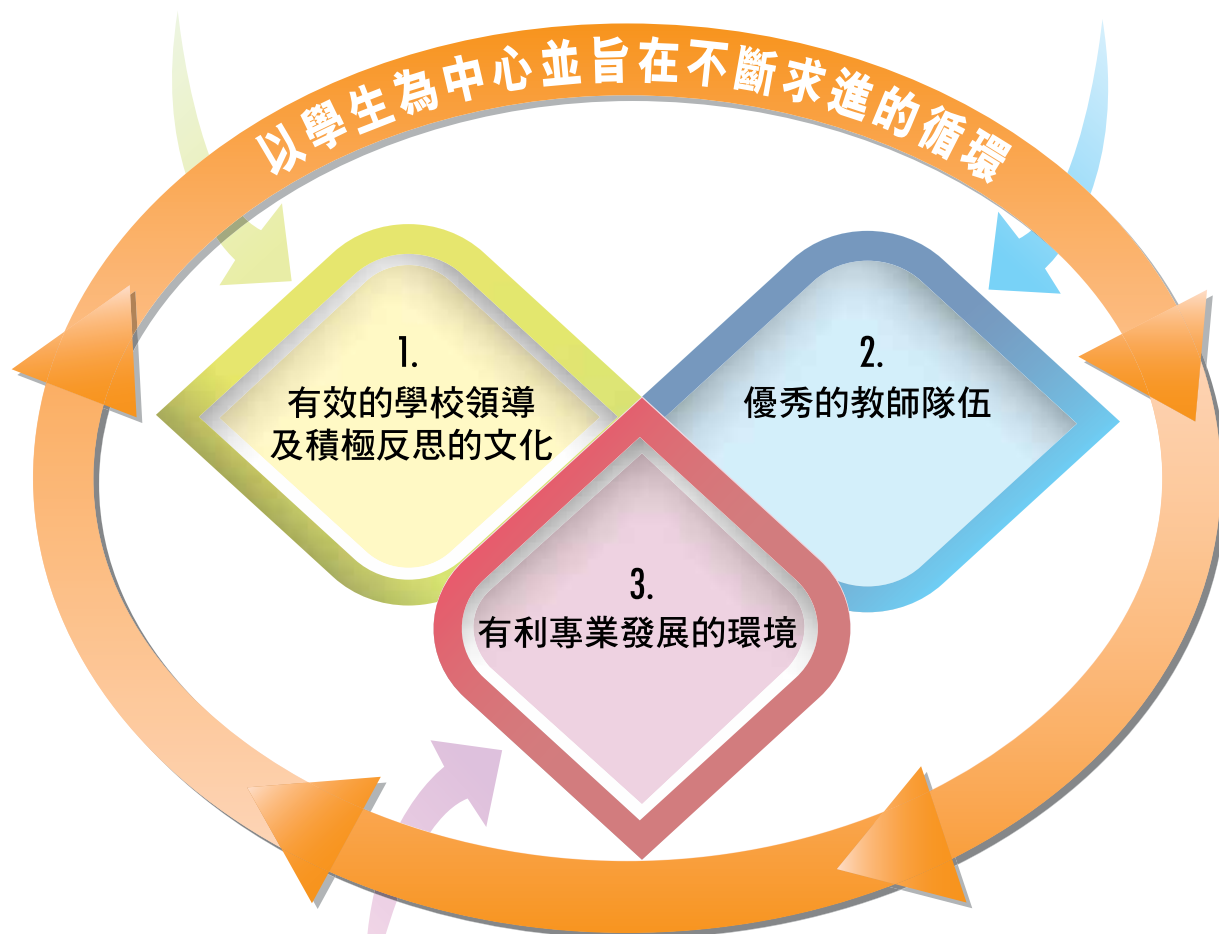 以學生為中心並旨在不斷求進的循環
1.
有效的學校領導
及積極反思的文化
2.
優秀的教師隊伍
3.
有利專業發展的環境